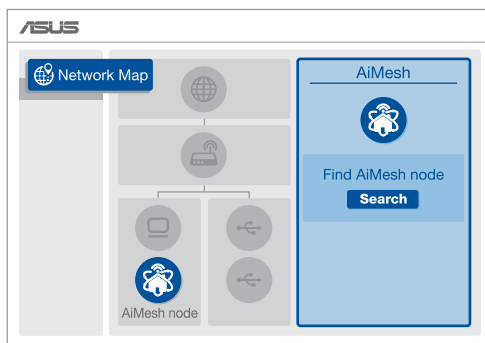 ASUS
Network Map
AiMesh
Find AiMesh node
Search
AiMesh node